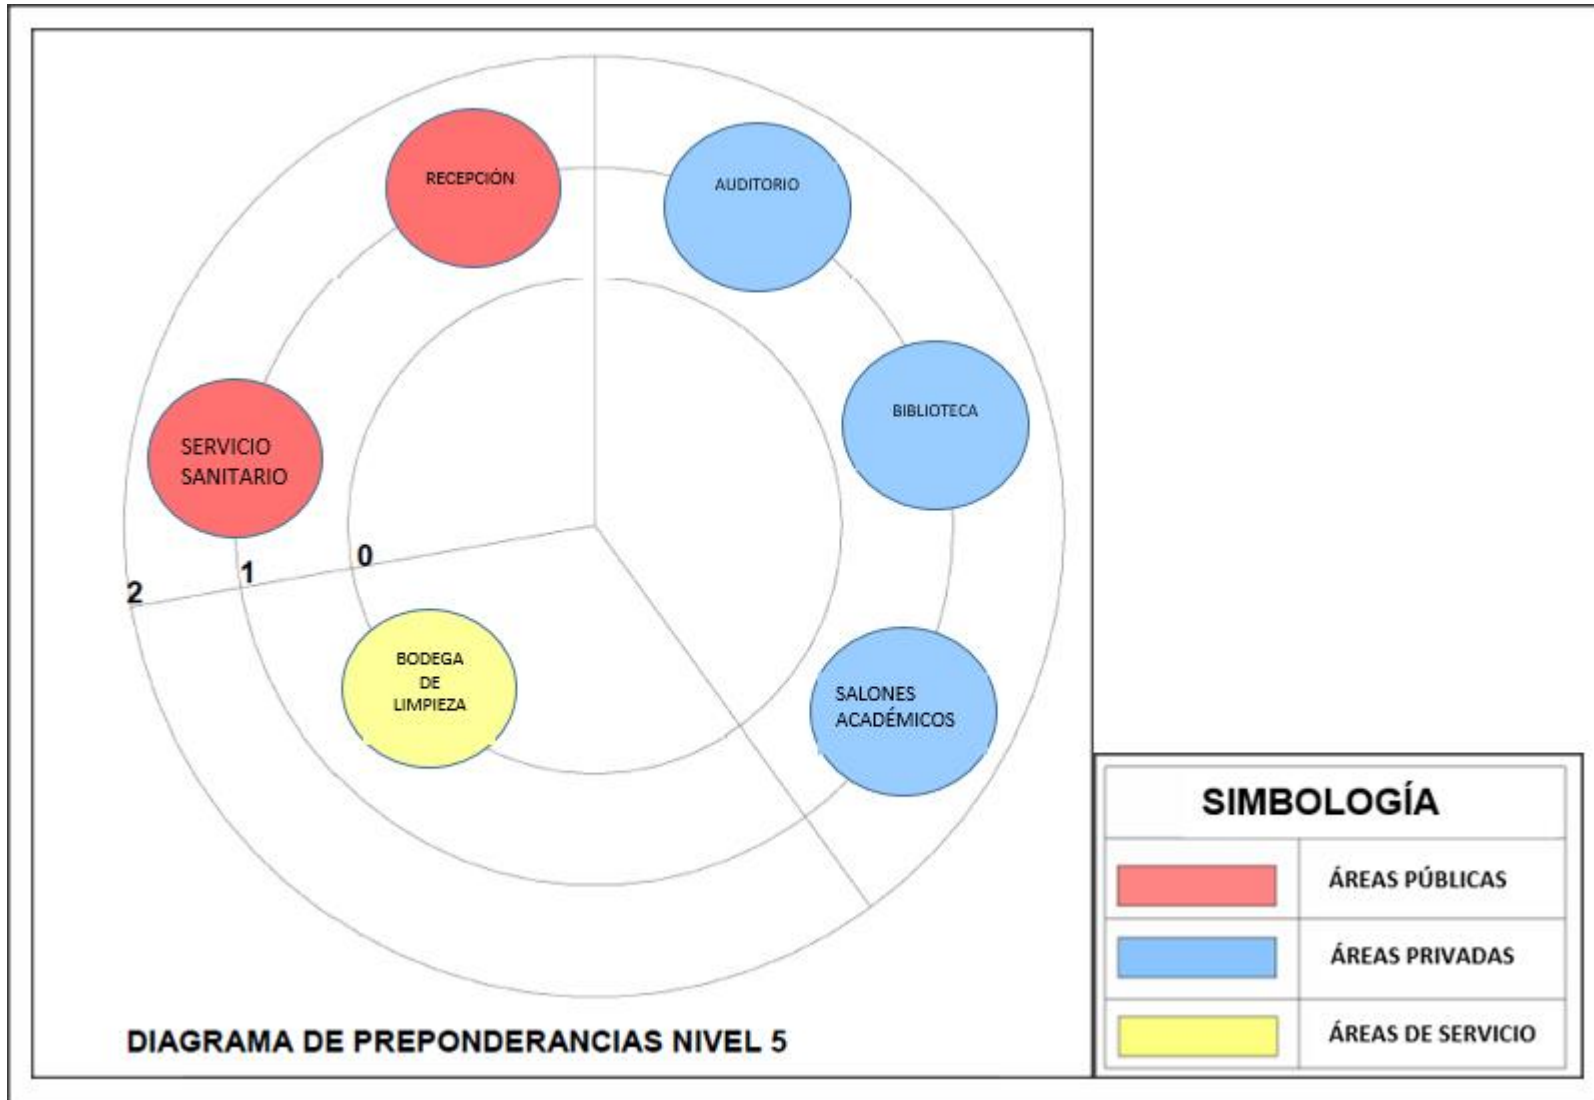 RECEPCIÓN
AUDITORIO
BIBLIOTECA
SERVICIO
SANITARIO
0
1
2
BODEGA
DE
LIMPIEZA
SALONES
ACADÉMICOS
DIAGRAMA DE PREPONDERANCIAS NIVEL 5
SIMBOLOGÍA
ÁREAS PÚBLICAS
ÁREAS PRIVADAS
ÁREAS DE SERVICIO